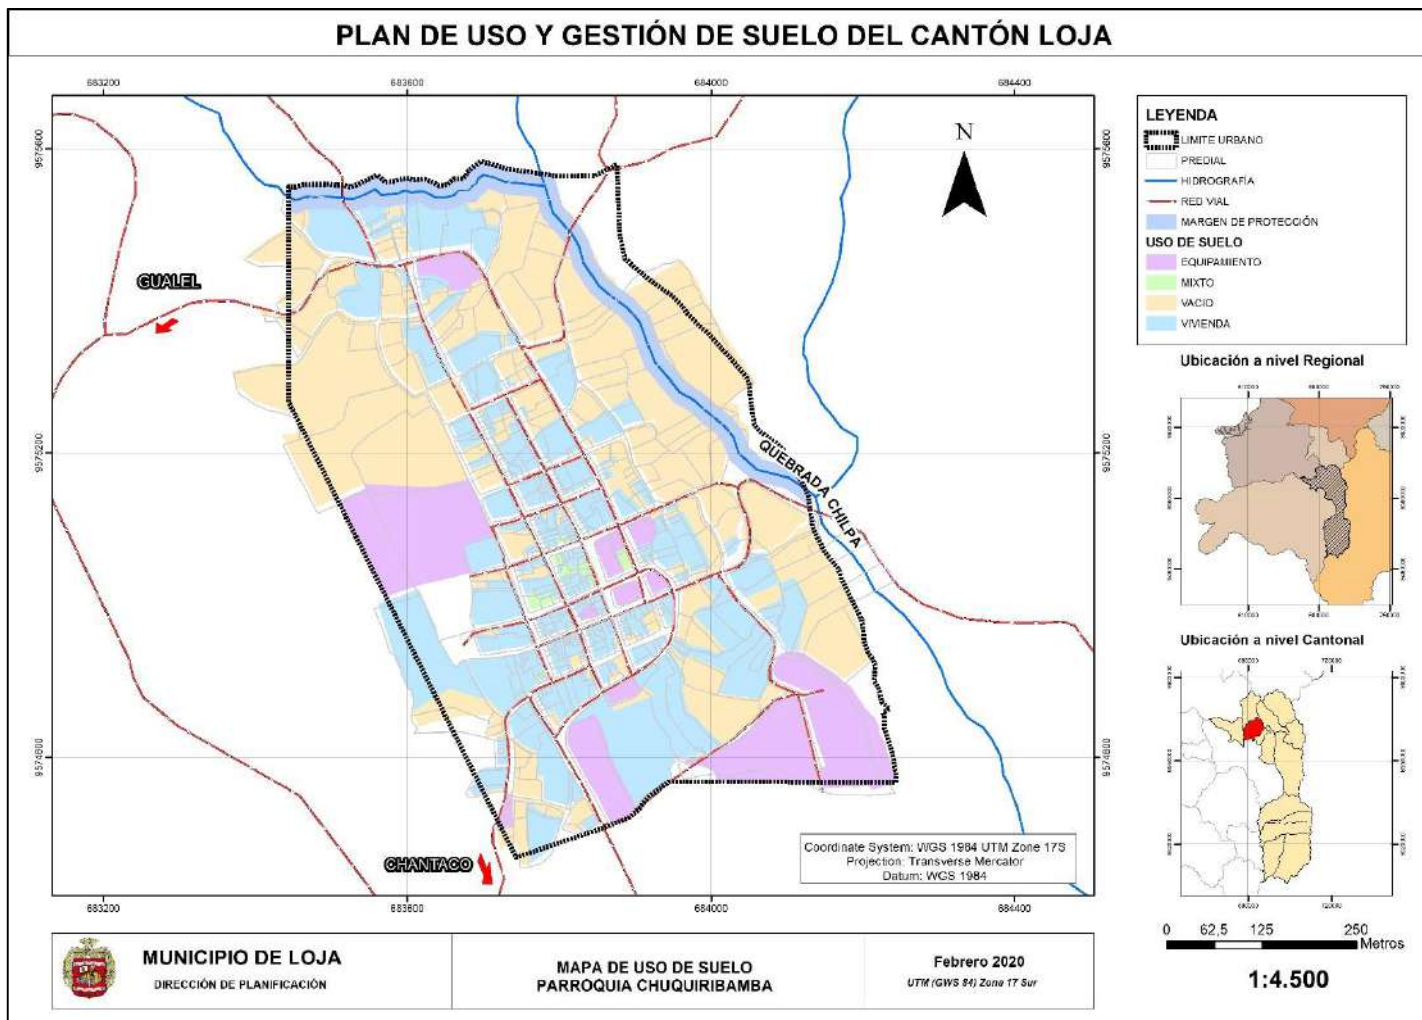 PLAN DE USO Y GESTIÓN DE SUELO DEL CANTÓN LOJA
683200 683600 684000 684400
9575600 9575600
9575200 9575200
9574800 9574800
683200 683600 684000 684400
N
GUALEL
QUEBRADA CHILPA
CHANTACO
Coordinate System: WGS 1984 UTM Zone 17S
Projection: Transverse Mercator
Datum: WGS 1984
LEYENDA
LIMITE URBANO
PREDIAL
HIDROGRAFÍA
RED VIAL
MARGEN DE PROTECCIÓN
USO DE SUELO
EQUIPAMIENTO
MIXTO
VACIO
VIVIENDA
Ubicación a nivel Regional
Ubicación a nivel Cantonal
0 62,5 125 250
Metros
1:4.500
MUNICIPIO DE LOJA
DIRECCIÓN DE PLANIFICACIÓN
MAPA DE USO DE SUELO
PARROQUIA CHUQUIRIBAMBA
Febrero 2020
UTM (GWS 84) Zona 17 Sur